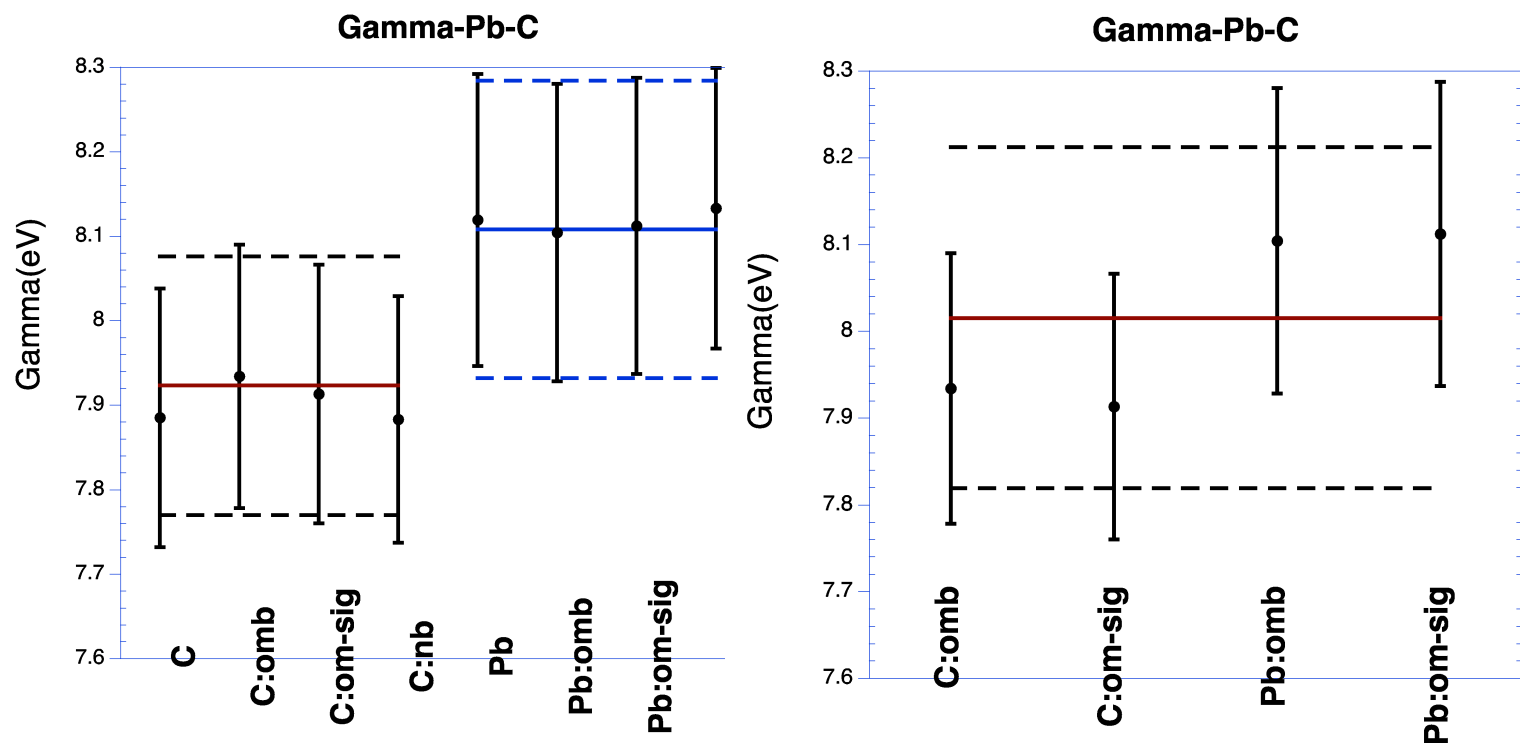 Gamma-Pb-C
Gamma(eV)
8.3
8.2
8.1
8
7.9
7.8
7.7
7.6
C
C:omb
C:om-sig
C:nb
Pb
Pb:omb
Pb:om-sig
Gamma-Pb-C
Gamma(eV)
8.3
8.2
8.1
8
7.9
7.8
7.7
7.6
C:omb
C:om-sig
Pb:omb
Pb:om-sig